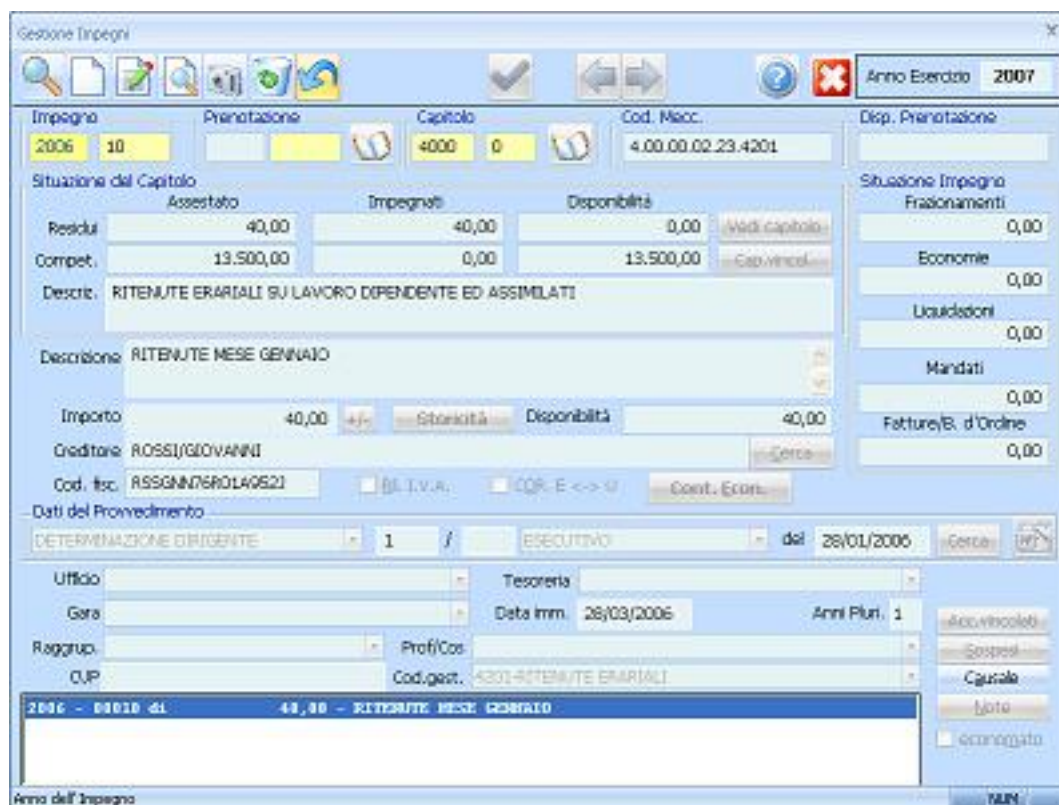 Gestione Impegni
Anno Esercizio 2007
Impegno Prenotazione Capitolo Cod. Mecc. Disp. Prenotazione
2006 10 4000 0 4.00.00.02.23.4201
Situazione del Capitolo Situazione Impegno
Assestato Impegnati Disponibilità Frazionamenti
Residui 40,00 40,00 0,00 Vedi capitolo 0,00
Compet. 13.500,00 0,00 13.500,00 Cap.vincol. Economie
0,00
Descriz. RITENUTE ERARIALI SU LAVORO DIPENDENTE ED ASSIMILATI
Liquidazioni
0,00
Descrizione RITENUTE MESE GENNAIO
Mandati
0,00
Importo 40,00 +/- Storicità Disponibilità 40,00
Fatture/B. d'Ordine
0,00
Creditore ROSSI/GIOVANNI Cerca
Cod. fisc. Ril. I.V.A. COR. E <-> U Cont. Econ.
Dati del Provvedimento
DETERMINAZIONE DIRIGENTE 1 / ESECUTIVO del 28/01/2006 Cerca
Ufficio Tesoreria
Gara Data imm. 28/03/2006 Anni Pluri. 1 Acc.vincolati
Raggrup. Prof/Cos Sospesi
CUP Cod.gest. 4201-RITENUTE ERARIALI Causale
2006 - 00010 di 40,00 - RITENUTE MESE GENNAIO
Note
economato
Anno dell'Impegno NUM